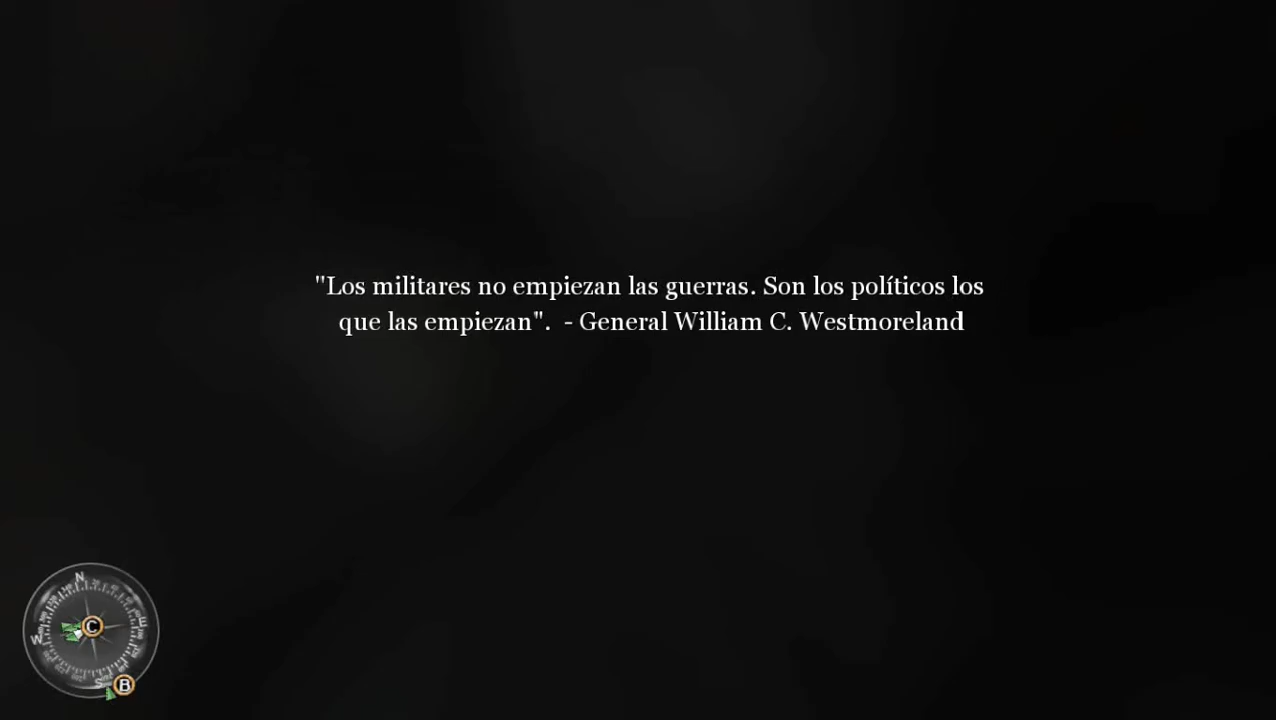 "Los militares no empiezan las guerras. Son los políticos los
que las empiezan".  - General William C. Westmoreland
N
E
W
C
S
B